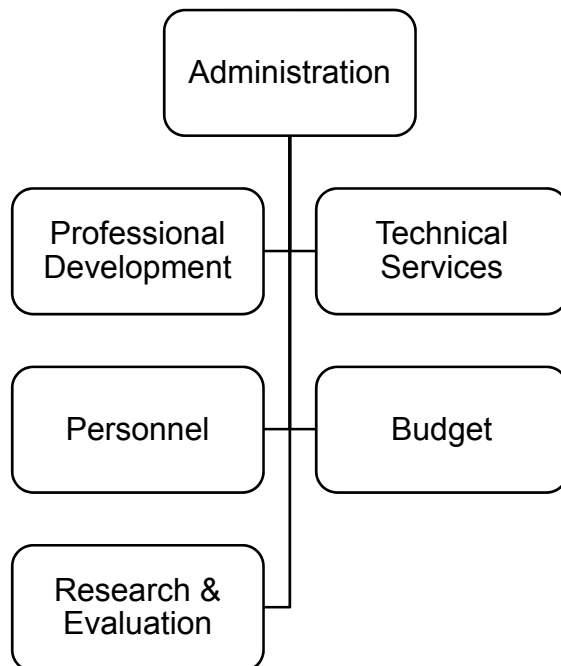 Administration
Professional
Development
Technical
Services
Personnel
Budget
Research &
Evaluation